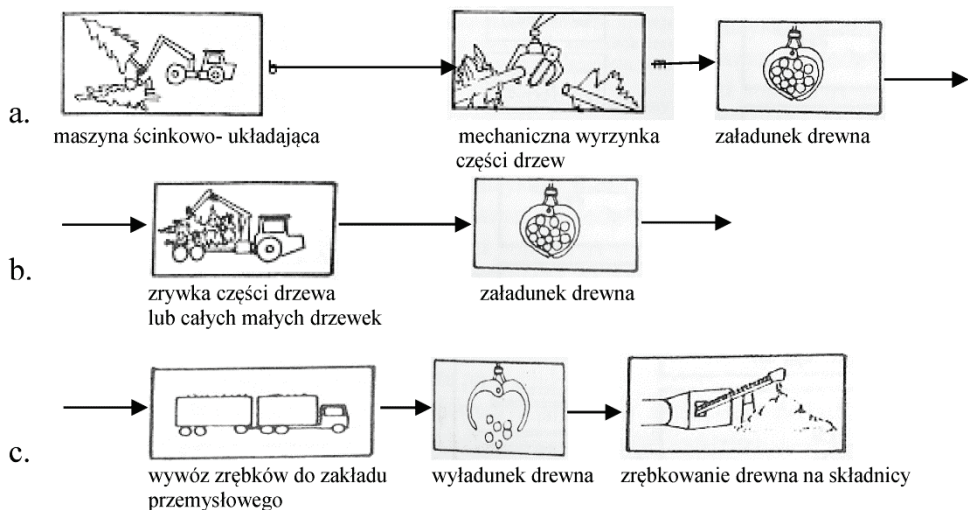 a.
maszyna ścinkowo- układająca
mechaniczna wyrzynka
części drzew
załadunek drewna
b.
zrywka części drzewa
lub całych małych drzewek
załadunek drewna
c.
wywóz zrębków do zakładu
przemysłowego
wyładunek drewna
zrębkowanie drewna na składnicy